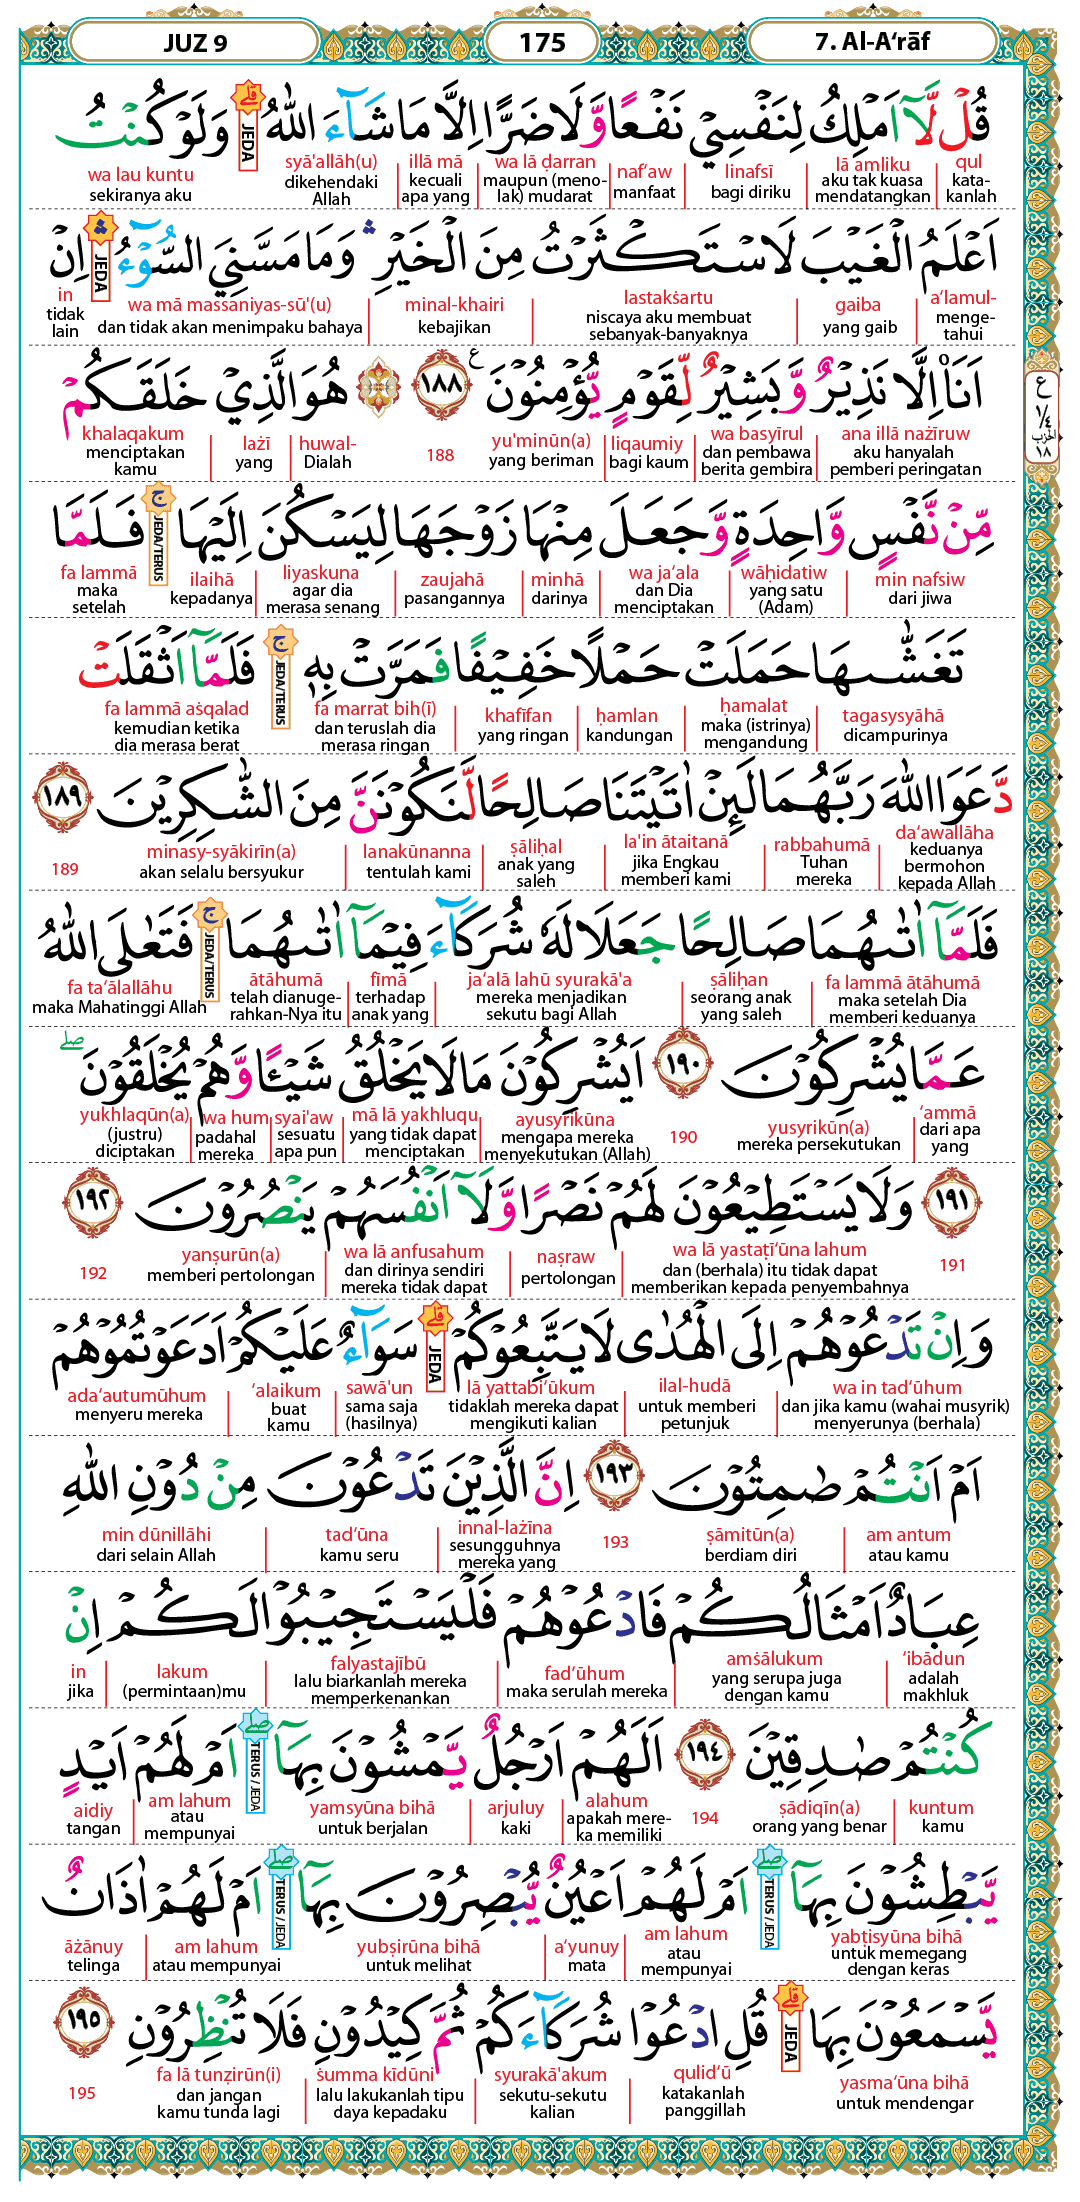 JUZ 9
175
7. Al-A‘rāf
قُلْ لَّآ اَمْلِكُ لِنَفْسِيْ نَفْعًا وَّلَا ضَرًّا اِلَّا مَا شَاۤءَ اللّٰهُ ۗوَلَوْ كُنْتُ
JEDA
qul lā amliku linafsī naf‘aw wa lā ḍarran illā mā syā'allāh(u) wa lau kuntu
kata-kanlah aku tak kuasa mendatangkan bagi diriku manfaat maupun (meno-lak) mudarat kecuali apa yang dikehendaki Allah sekiranya aku
اَعْلَمُ الْغَيْبَ لَاسْتَكْثَرْتُ مِنَ الْخَيْرِۛ وَمَا مَسَّنِيَ السُّوْۤءُ ۛاِنْ
JEDA
a‘lamul- gaiba lastakṡartu minal-khairi wa mā massaniyas-sū'(u) in
menge-tahui yang gaib niscaya aku membuat sebanyak-banyaknya kebajikan dan tidak akan menimpaku bahaya tidak lain
اَنَا۠ اِلَّا نَذِيْرٌ وَّبَشِيْرٌ لِّقَوْمٍ يُّؤْمِنُوْنَ ࣖ ١٨٨ ۞ هُوَ الَّذِيْ خَلَقَكُمْ
ana illā nażīruw wa basyīrul liqaumiy yu'minūn(a) 188 huwal- lażī khalaqakum
aku hanyalah pemberi peringatan dan pembawa berita gembira bagi kaum yang beriman Dialah yang menciptakan kamu
ع ١/٤ الحزب ١٨
مِّنْ نَّفْسٍ وَّاحِدَةٍ وَّجَعَلَ مِنْهَا زَوْجَهَا لِيَسْكُنَ اِلَيْهَاۚ فَلَمَّا
JEDA/TERUS
min nafsiw wāḥidatiw wa ja‘ala minhā zaujahā liyaskuna ilaihā fa lammā
dari jiwa yang satu (Adam) dan Dia menciptakan darinya pasangannya agar dia merasa senang kepadanya maka setelah
تَغَشّٰىهَا حَمَلَتْ حَمْلًا خَفِيْفًا فَمَرَّتْ بِهٖ ۚفَلَمَّآ اَثْقَلَتْ
JEDA/TERUS
tagasysyāhā ḥamalat ḥamlan khafīfan fa marrat bih(ī) fa lammā aṡqalad
dicampurinya maka (istrinya) mengandung kandungan yang ringan dan teruslah dia merasa ringan kemudian ketika dia merasa berat
دَّعَوَا اللّٰهَ رَبَّهُمَا لَىِٕنْ اٰتَيْتَنَا صَالِحًا لَّنَكُوْنَنَّ مِنَ الشّٰكِرِيْنَ ١٨٩
da‘awallāha rabbahumā la'in ātaitanā ṣāliḥal lanakūnanna minasy-syākirīn(a) 189
keduanya bermohon kepada Allah Tuhan mereka jika Engkau memberi kami anak yang saleh tentulah kami akan selalu bersyukur
فَلَمَّآ اٰتٰىهُمَا صَالِحًا جَعَلَا لَهٗ شُرَكَاۤءَ فِيْمَآ اٰتٰىهُمَا ۚفَتَعٰلَى اللّٰهُ
JEDA/TERUS
fa lammā ātāhumā ṣāliḥan ja‘alā lahū syurakā'a fīmā ātāhumā fa ta‘ālallāhu
maka setelah Dia memberi keduanya seorang anak yang saleh mereka menjadikan sekutu bagi Allah terhadap anak yang telah dianuge-rahkan-Nya itu maka Mahatinggi Allah
عَمَّا يُشْرِكُوْنَ ١٩٠ اَيُشْرِكُوْنَ مَا لَا يَخْلُقُ شَيْـًٔا وَّهُمْ يُخْلَقُوْنَۖ
‘ammā yusyrikūn(a) 190 ayusyrikūna mā lā yakhluqu syai'aw wa hum yukhlaqūn(a)
dari apa yang mereka persekutukan mengapa mereka menyekutukan (Allah) yang tidak dapat menciptakan sesuatu apa pun padahal mereka (justru) diciptakan
١٩١ وَلَا يَسْتَطِيْعُوْنَ لَهُمْ نَصْرًا وَّلَآ اَنْفُسَهُمْ يَنْصُرُوْنَ ١٩٢
191 wa lā yastaṭī‘ūna lahum naṣraw wa lā anfusahum yanṣurūn(a) 192
dan (berhala) itu tidak dapat memberikan kepada penyembahnya pertolongan dan dirinya sendiri mereka tidak dapat memberi pertolongan
وَاِنْ تَدْعُوْهُمْ اِلَى الْهُدٰى لَا يَتَّبِعُوْكُمْ ۗسَوَاۤءٌ عَلَيْكُمْ اَدَعَوْتُمُوْهُمْ
JEDA
wa in tad‘ūhum ilal-hudā lā yattabi‘ūkum sawā'un ‘alaikum ada‘autumūhum
dan jika kamu (wahai musyrik) menyerunya (berhala) untuk memberi petunjuk tidaklah mereka dapat mengikuti kalian sama saja (hasilnya) buat kamu menyeru mereka
اَمْ اَنْتُمْ صٰمِتُوْنَ ١٩٣ اِنَّ الَّذِيْنَ تَدْعُوْنَ مِنْ دُوْنِ اللّٰهِ
am antum ṣāmitūn(a) 193 innal-lażīna tad‘ūna min dūnillāhi
atau kamu berdiam diri sesungguhnya mereka yang kamu seru dari selain Allah
عِبَادٌ اَمْثَالُكُمْ فَادْعُوْهُمْ فَلْيَسْتَجِيْبُوْا لَكُمْ اِنْ
‘ibādun amṡālukum fad‘ūhum falyastajībū lakum in
adalah makhluk yang serupa juga dengan kamu maka serulah mereka lalu biarkanlah mereka memperkenankan (permintaan)mu jika
كُنْتُمْ صٰدِقِيْنَ ١٩٤ اَلَهُمْ اَرْجُلٌ يَّمْشُوْنَ بِهَآ ۖاَمْ لَهُمْ اَيْدٍ
TERUS / JEDA
kuntum ṣādiqīn(a) 194 alahum arjuluy yamsyūna bihā am lahum aidiy
kamu orang yang benar apakah mere-ka memiliki kaki untuk berjalan atau mempunyai tangan
يَّبْطِشُوْنَ بِهَآ ۖاَمْ لَهُمْ اَعْيُنٌ يُّبْصِرُوْنَ بِهَآ ۖاَمْ لَهُمْ اٰذَانٌ
TERUS / JEDA TERUS / JEDA
yabṭisyūna bihā am lahum a‘yunuy yubṣirūna bihā am lahum āżānuy
untuk memegang dengan keras atau mempunyai mata untuk melihat atau mempunyai telinga
يَّسْمَعُوْنَ بِهَاۗ قُلِ ادْعُوْا شُرَكَاۤءَكُمْ ثُمَّ كِيْدُوْنِ فَلَا تُنْظِرُوْنِ ١٩٥
JEDA
yasma‘ūna bihā qulid‘ū syurakā'akum ṡumma kīdūni fa lā tunẓirūn(i) 195
untuk mendengar katakanlah panggillah sekutu-sekutu kalian lalu lakukanlah tipu daya kepadaku dan jangan kamu tunda lagi